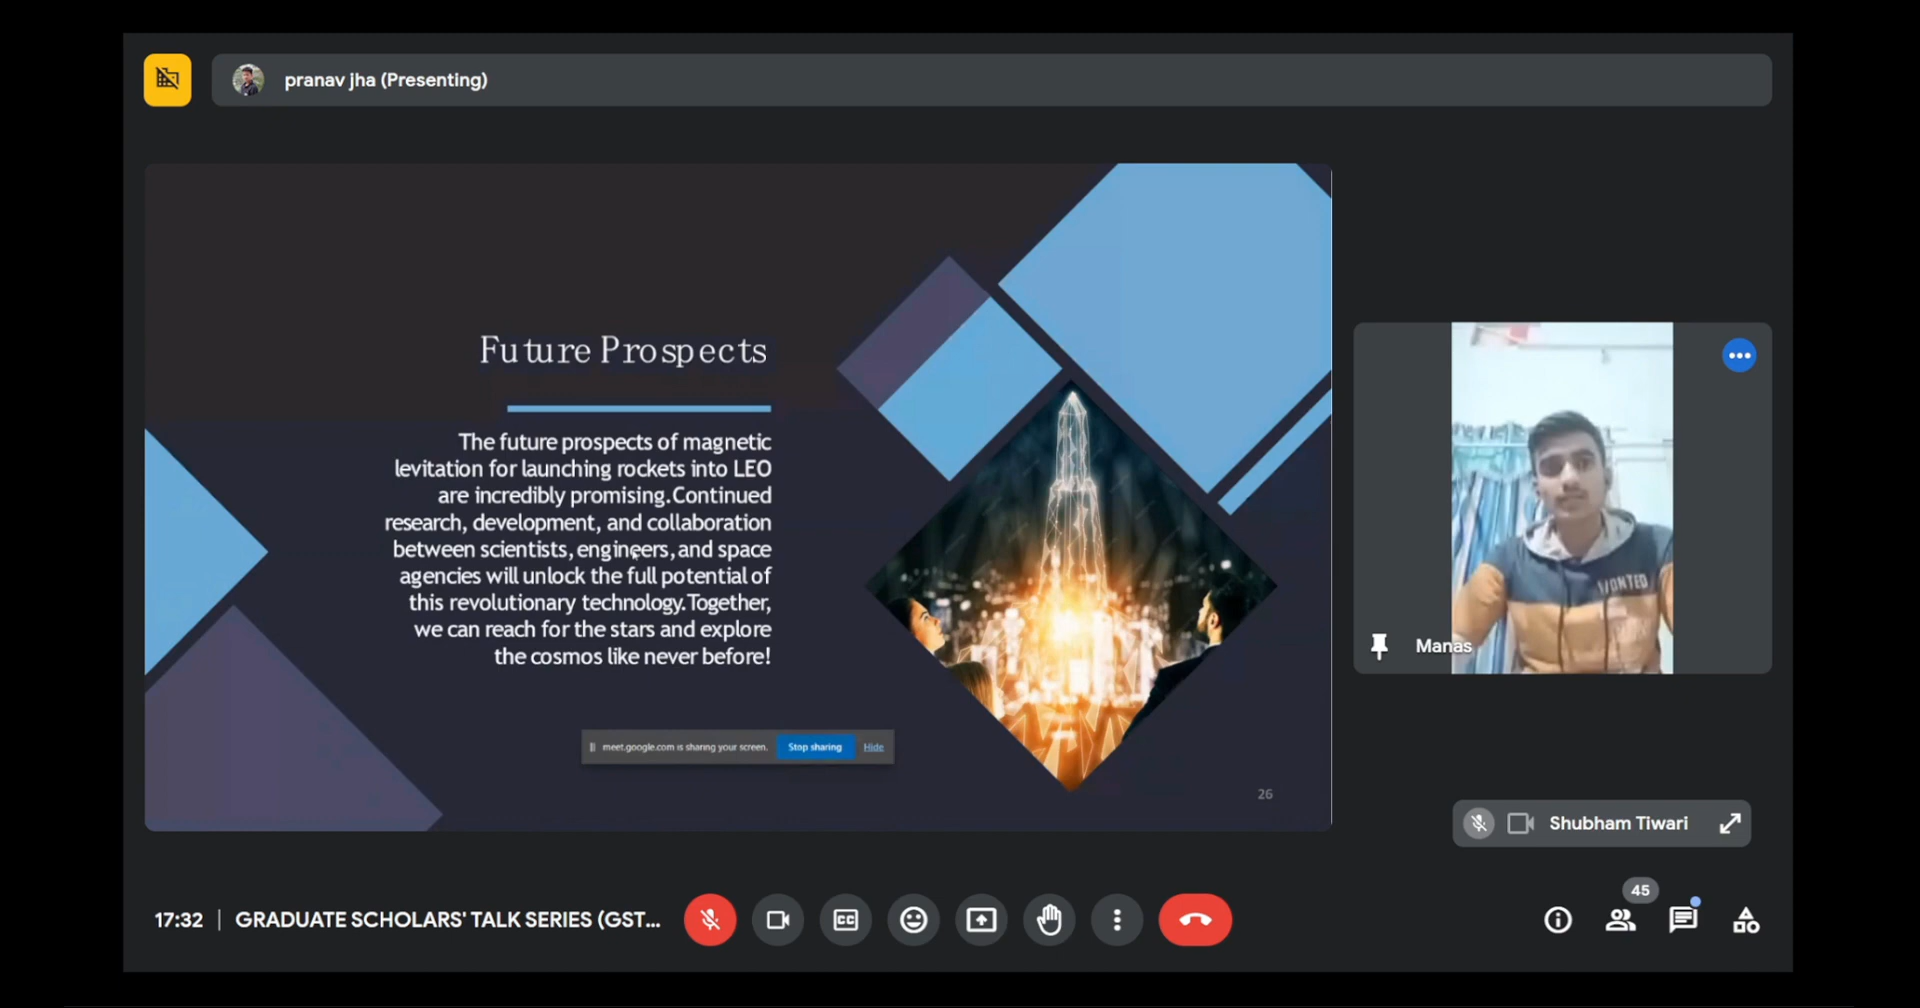 pranav jha (Presenting)
Future Prospects
The future prospects of magnetic
levitation for launching rockets into LEO
are incredibly promising.Continued
research, development, and collaboration
between scientists, engineers, and space
agencies will unlock the full potential of
this revolutionary technology.Together,
we can reach for the stars and explore
the cosmos like never before!
meet.google.com is sharing your screen. Stop sharing Hide
26
WONTED
Manas
Shubham Tiwari
17:32 | GRADUATE SCHOLARS' TALK SERIES (GST...
CC
45